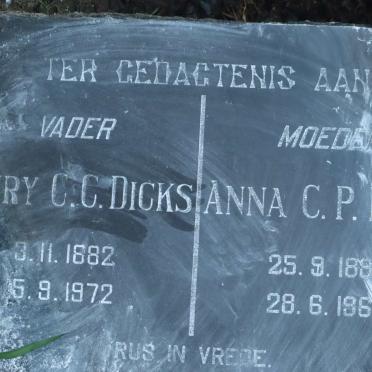 TER GEDAGTENIS AAN
VADER MOEDE
RY C.G. DICKS ANNA C.P.
3.11.1882 25.9.188
5.9.1972 28.6.196
RUS IN VREDE.